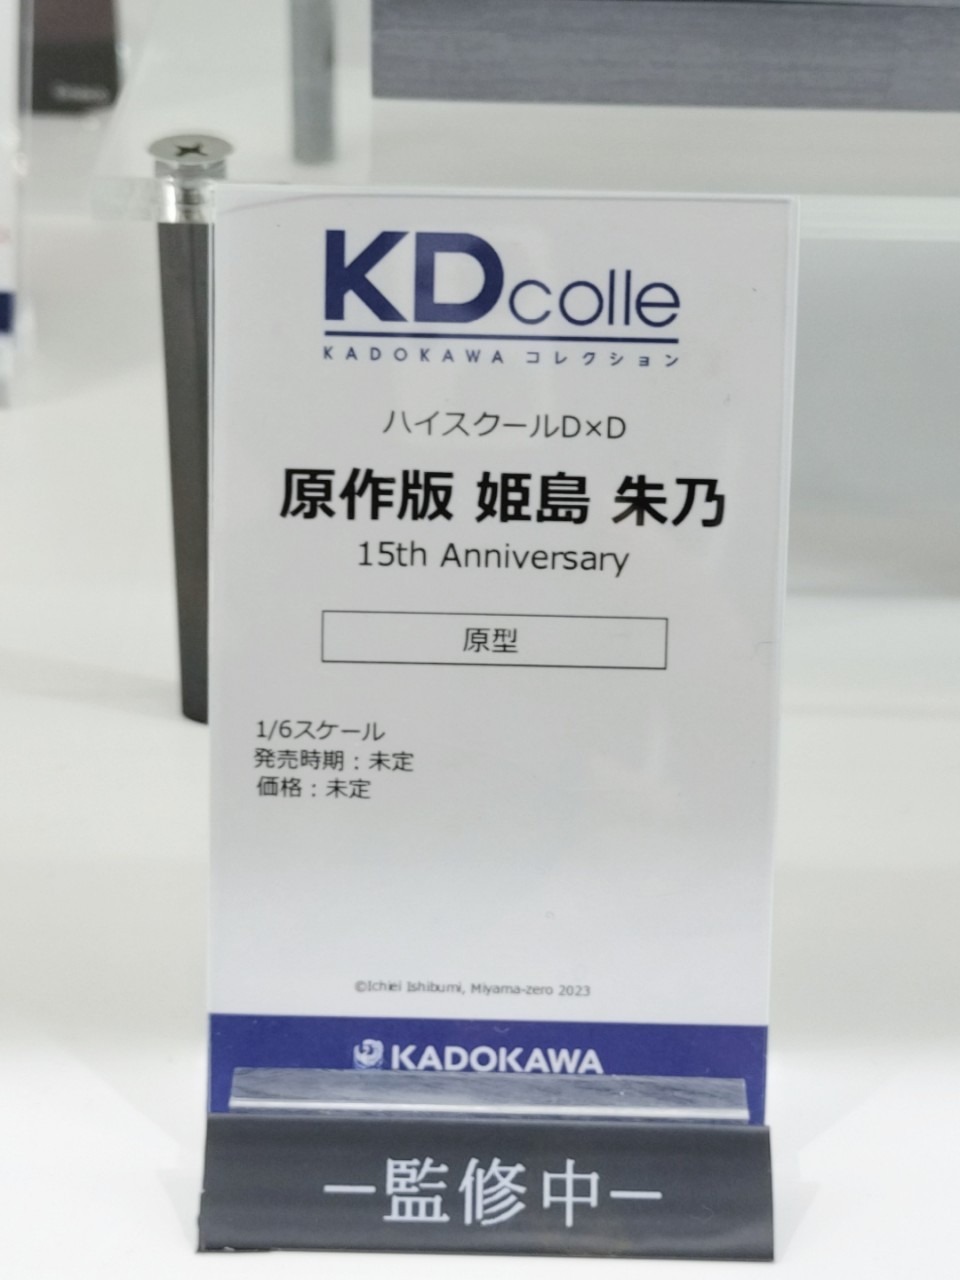 KDcolle
KADOKAWA コレクション
ハイスクールD×D
原作版 姫島 朱乃
15th Anniversary
原型
1/6スケール
発売時期：未定
価格：未定
©Ichiei Ishibumi, Miyama-zero 2023
KADOKAWA
―監修中―